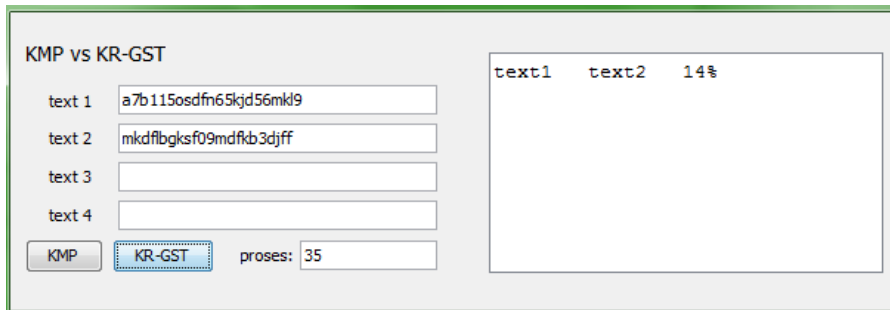 KMP vs KR-GST
text 1 a7b115osdfn65kjd56mkl9
text 2 mkdflbgksf09mdfkb3djff
text 3
text 4
KMP KR-GST proses: 35
text1 text2 14%